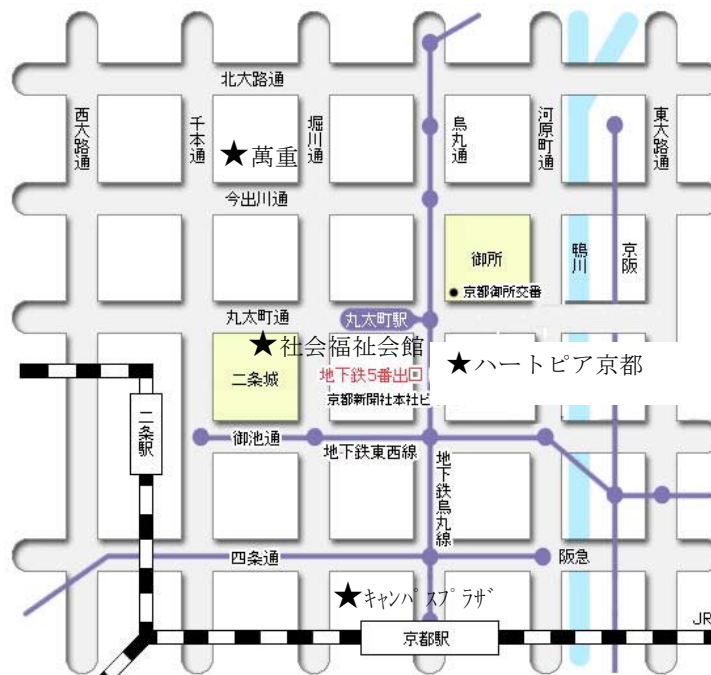 北大路通
西大路通
千本通
堀川通
烏丸通
河原町通
東大路通
★萬重
今出川通
御所
鴨川
京阪
京都御所交番
丸太町通
丸太町駅
★社会福祉会館
★ハートピア京都
二条城
地下鉄5番出口
京都新聞社本社ビ
二条駅
御池通
地下鉄東西線
地下鉄烏丸線
四条通
阪急
★キャンパスプラザ
JR
京都駅